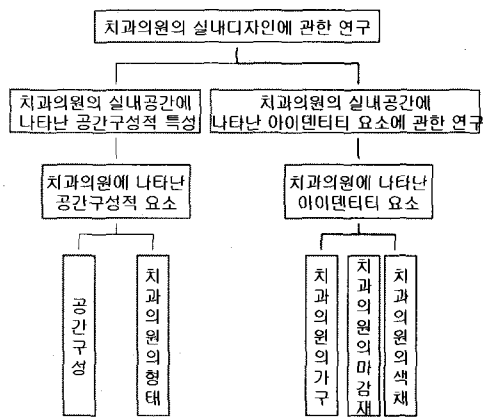 치과의원의 실내디자인에 관한 연구
치과의원의 실내공간에
나타난 공간구성적 특성
치과의원의 실내공간에
나타난 아이덴티티 요소에 관한 연구
치과의원에 나타난
공간구성적 요소
치과의원에 나타난
아이덴티티 요소
공간구성
치과의원의형태
치과의원의가구
치과의원의마감재
치과의원의색채